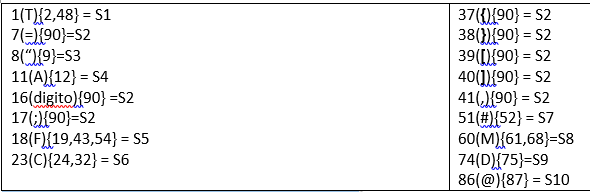 1(T){2,48} = S1
7(=){90}=S2
8(“){9}=S3
11(A){12} = S4
16(digito){90} =S2
17(;){90}=S2
18(F){19,43,54} = S5
23(C){24,32} = S6
37({){90} = S2
38(}){90} = S2
39([){90} = S2
40(]){90} = S2
41(,){90} = S2
51(#){52} = S7
60(M){61,68}=S8
74(D){75}=S9
86(@){87} = S10